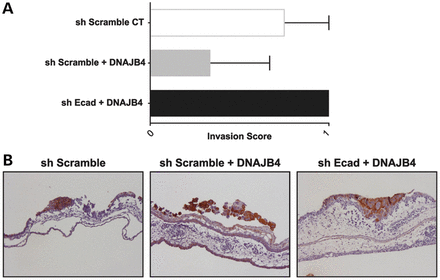 A
sh Scramble CT
sh Scramble + DNAJB4
sh Ecad + DNAJB4
0
1
Invasion Score
B
sh Scramble
sh Scramble + DNAJB4
sh Ecad + DNAJB4